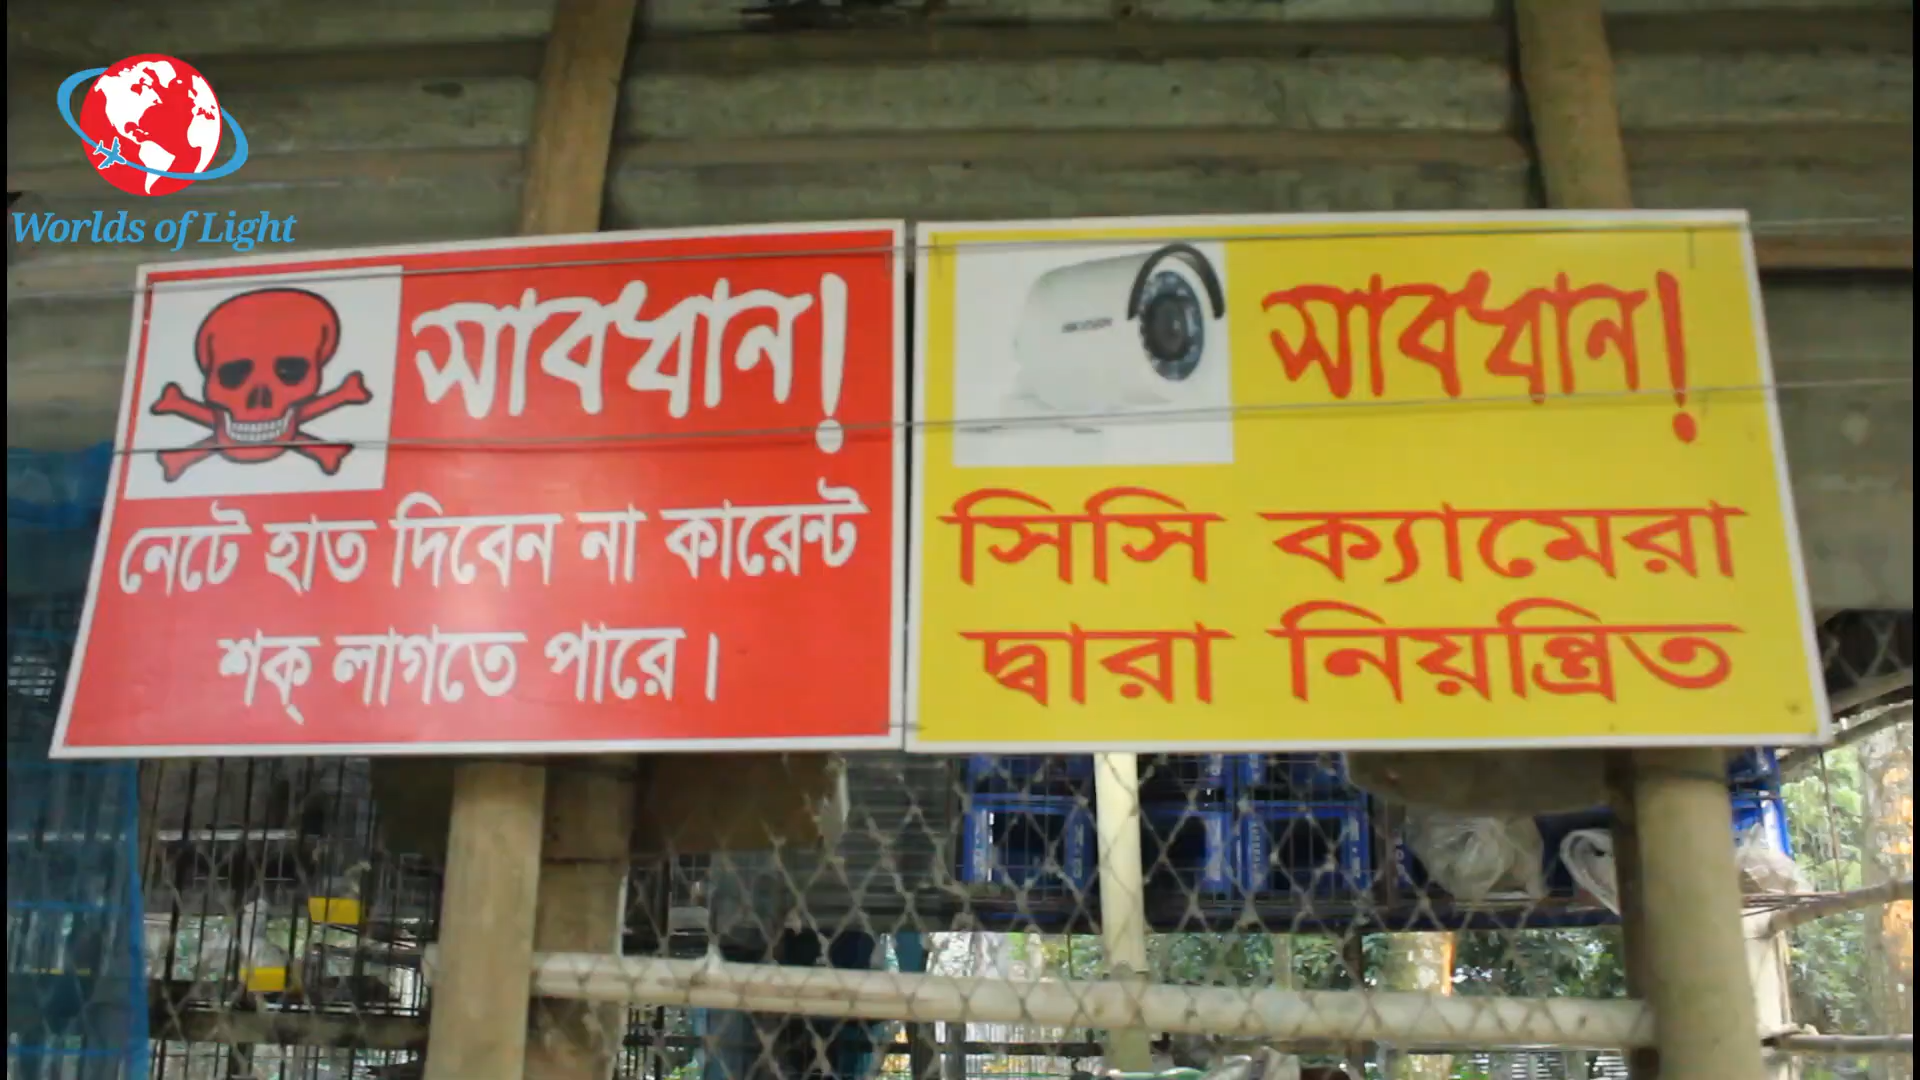 Worlds of Light
সাবধান!
নেটে হাত দিবেন না কারেন্ট
শক্ লাগতে পারে।
সাবধান!
সিসি ক্যামেরা
দ্বারা নিয়ন্ত্রিত